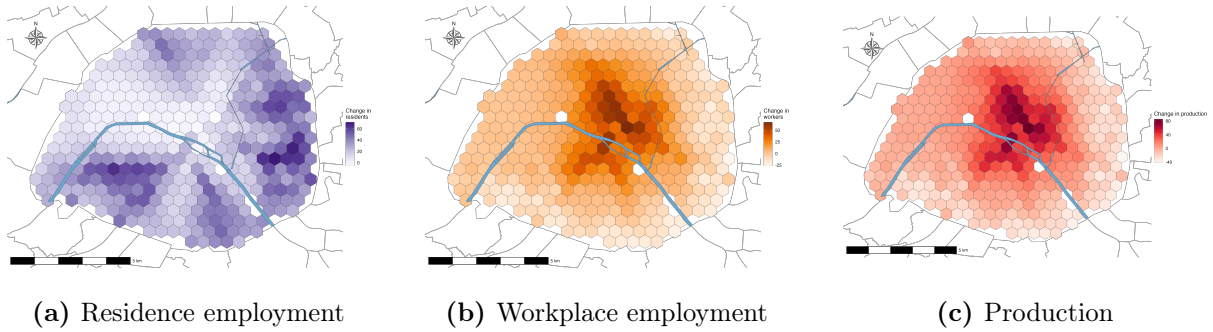 N
Change in
residents
60
40
20
0
5 km
(a) Residence employment
N
Change in
workers
75
50
25
0
-25
5 km
(b) Workplace employment
N
Change in production
80
40
0
-40
5 km
(c) Production